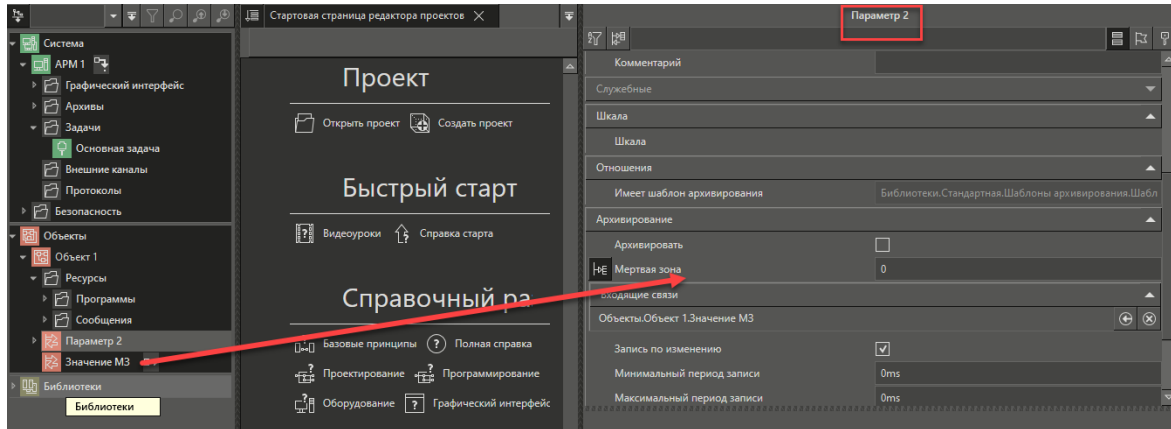 Стартовая страница редактора проектов
Параметр 2
Система
АРМ 1
Графический интерфейс
Архивы
Задачи
Основная задача
Внешние каналы
Протоколы
Безопасность
Объекты
Объект 1
Ресурсы
Программы
Сообщения
Параметр 2
Значение МЗ
Библиотеки
Библиотеки
Проект
Открыть проект Создать проект
Быстрый старт
Видеоуроки Справка старта
Справочный ра
Базовые принципы Полная справка
Проектирование Программирование
Оборудование Графический интерфейс
Комментарий
Служебные
Шкала
Шкала
Отношения
Имеет шаблон архивирования Библиотеки.Стандартная.Шаблоны архивирования.Шабл
Архивирование
Архивировать
Мертвая зона 0
Входящие связи
Объекты.Объект 1.Значение МЗ
Запись по изменению
Минимальный период записи 0ms
Максимальный период записи 0ms